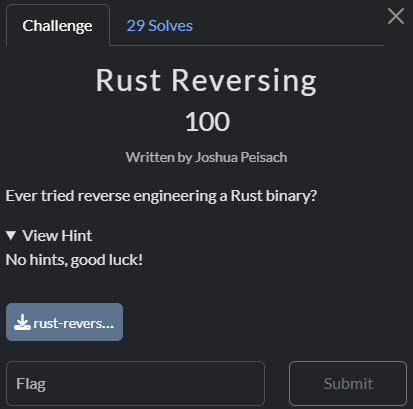 Challenge
29 Solves
Rust Reversing
100
Written by Joshua Peisach
Ever tried reverse engineering a Rust binary?
▼ View Hint
No hints, good luck!
rust-revers...
Flag
Submit